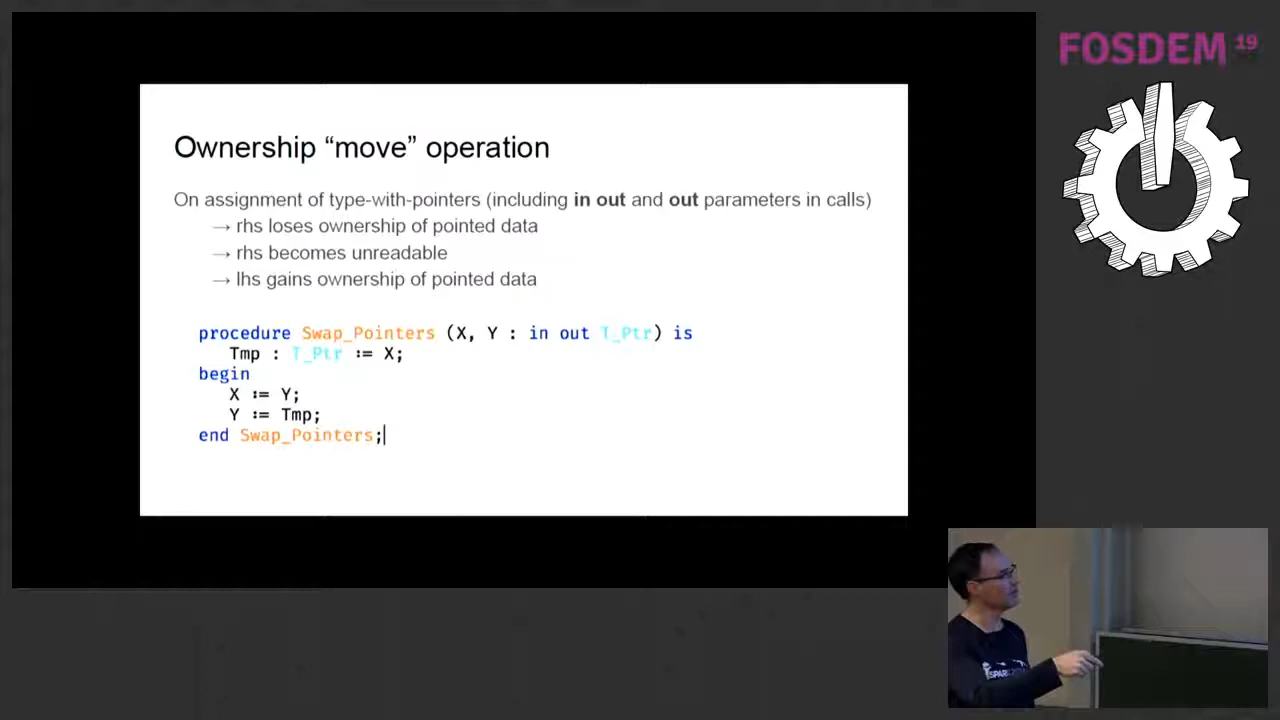 FOSDEM 19
Ownership “move” operation
On assignment of type-with-pointers (including in out and out parameters in calls)
→ rhs loses ownership of pointed data
→ rhs becomes unreadable
→ lhs gains ownership of pointed data
procedure Swap_Pointers (X, Y : in out T_Ptr) is
Tmp : T_Ptr := X;
begin
X := Y;
Y := Tmp;
end Swap_Pointers;